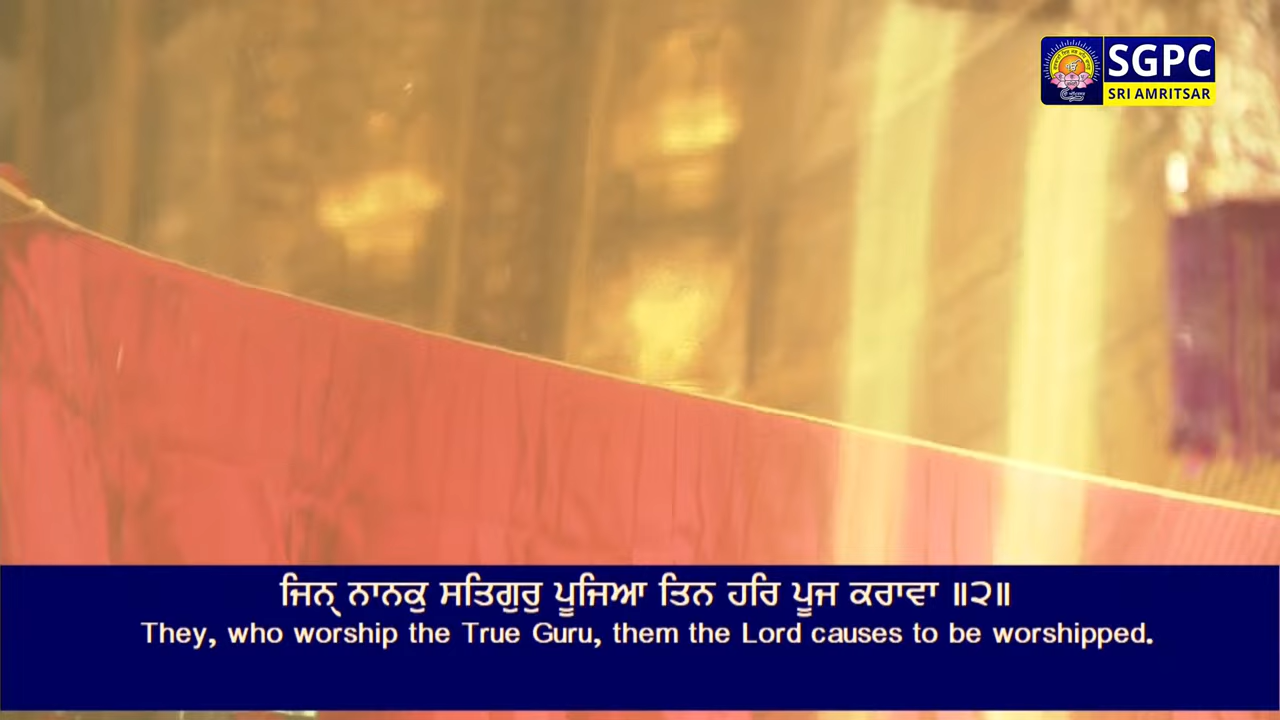 SGPC
SRI AMRITSAR
ਜਿਨ੍ ਨਾਨਕੁ ਸਤਿਗੁਰੁ ਪੂਜਿਆ ਤਿਨ ਹਰਿ ਪੂਜ ਕਰਾਵਾ ॥੨॥
They, who worship the True Guru, them the Lord causes to be worshipped.